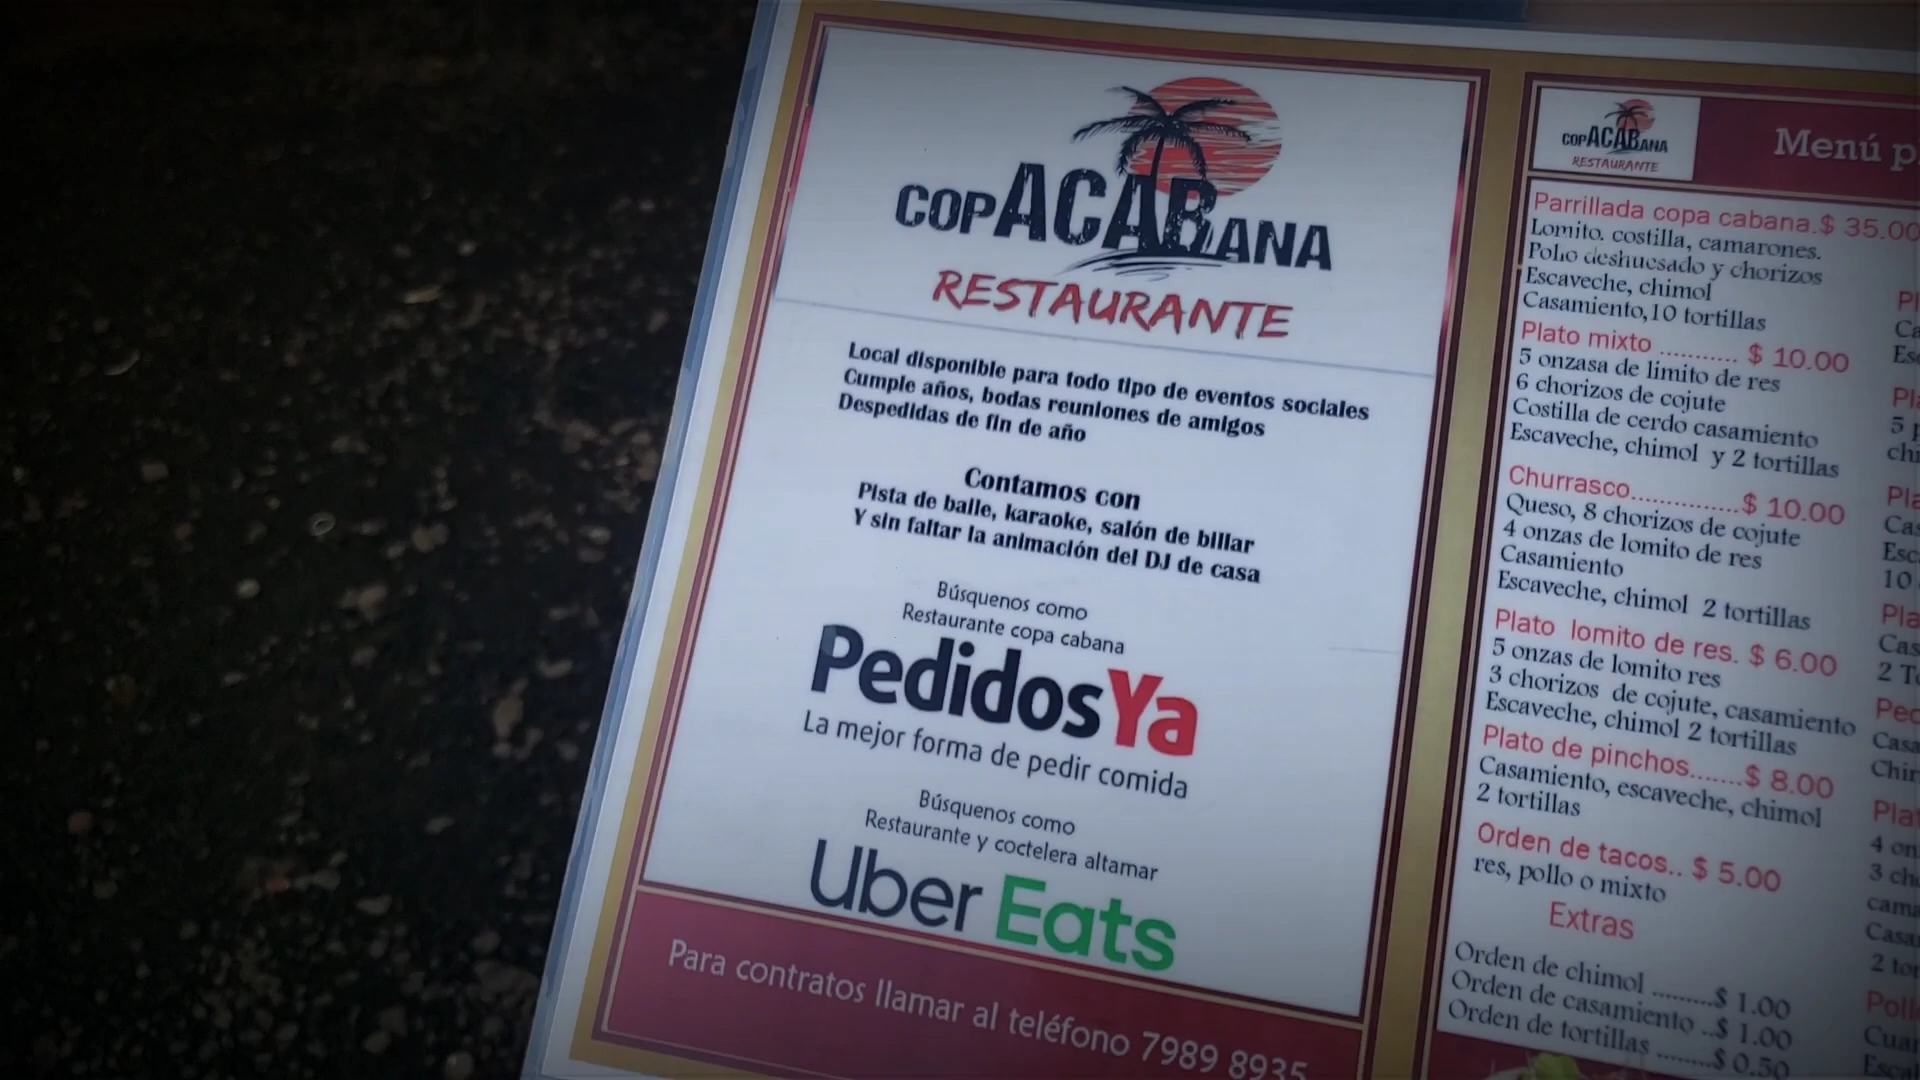 copACABana
RESTAURANTE
Local disponible para todo tipo de eventos sociales
Cumple años, bodas reuniones de amigos
Despedidas de fin de año
Contamos con
Pista de baile, karaoke, salón de billar
Y sin faltar la animación del DJ de casa
Búsquenos como
Restaurante copa cabana
PedidosYa
La mejor forma de pedir comida
Búsquenos como
Restaurante y coctelera altamar
Uber Eats
Para contratos llamar al teléfono 7989 8935
copACABana
RESTAURANTE
Menú p
Parrillada copa cabana.$ 35.00
Lomito. costilla, camarones.
Pollo deshuesado y chorizos
Escaveche, chimol
Casamiento,10 tortillas
Plato mixto ........... $ 10.00
5 onzasa de limito de res
6 chorizos de cojute
Costilla de cerdo casamiento
Escaveche, chimol y 2 tortillas
Churrasco.............$ 10.00
Queso, 8 chorizos de cojute
4 onzas de lomito de res
Casamiento
Escaveche, chimol 2 tortillas
Plato lomito de res. $ 6.00
5 onzas de lomito res
3 chorizos de cojute, casamiento
Escaveche, chimol 2 tortillas
Plato de pinchos.......$ 8.00
Casamiento, escaveche, chimol
2 tortillas
Orden de tacos.. $ 5.00
res, pollo o mixto
Extras
Orden de chimol .........$ 1.00
Orden de casamiento ..$ 1.00
Orden de tortillas ........$ 0.50